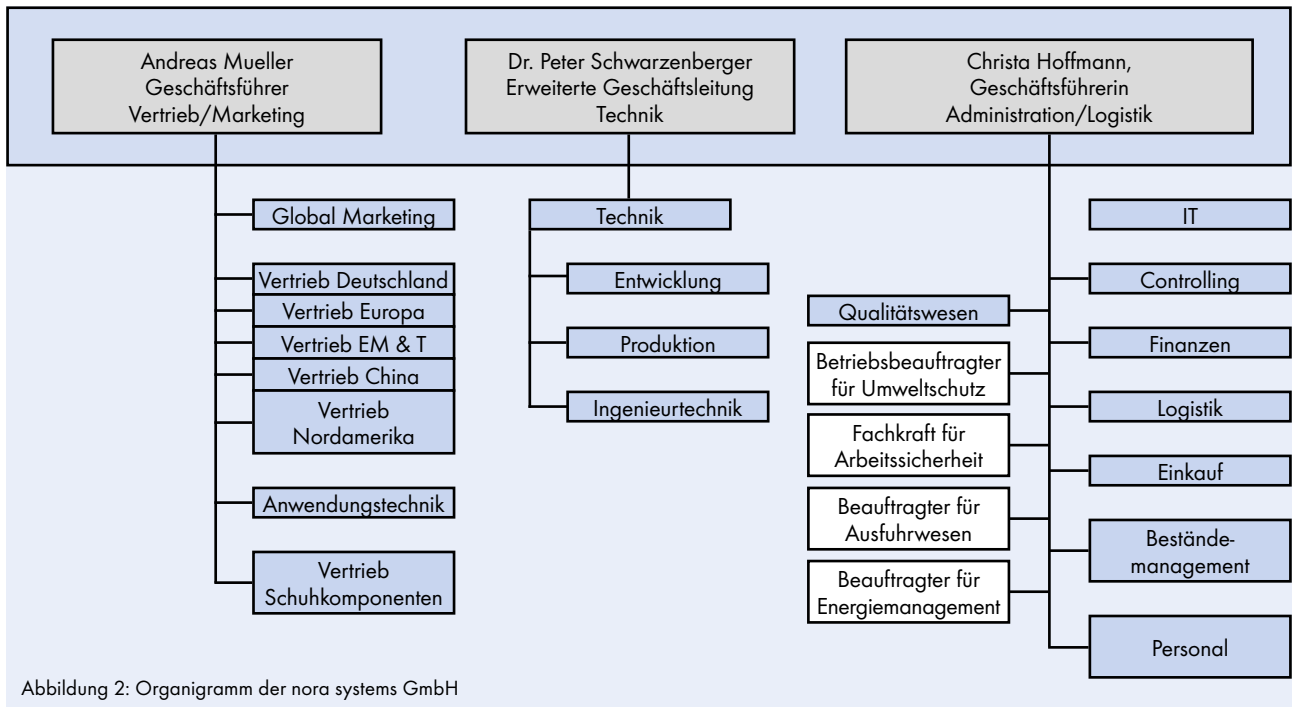 Andreas Mueller
Geschäftsführer
Vertrieb/Marketing
Dr. Peter Schwarzenberger
Erweiterte Geschäftsleitung
Technik
Christa Hoffmann,
Geschäftsführerin
Administration/Logistik
Global Marketing
Vertrieb Deutschland
Vertrieb Europa
Vertrieb EM & T
Vertrieb China
Vertrieb
Nordamerika
Anwendungstechnik
Vertrieb
Schuhkomponenten
Technik
Entwicklung
Produktion
Ingenieurtechnik
Qualitätswesen
Betriebsbeauftragter
für Umweltschutz
Fachkraft für
Arbeitssicherheit
Beauftragter für
Ausfuhrwesen
Beauftragter für
Energiemanagement
IT
Controlling
Finanzen
Logistik
Einkauf
Bestände-
management
Personal
Abbildung 2: Organigramm der nora systems GmbH